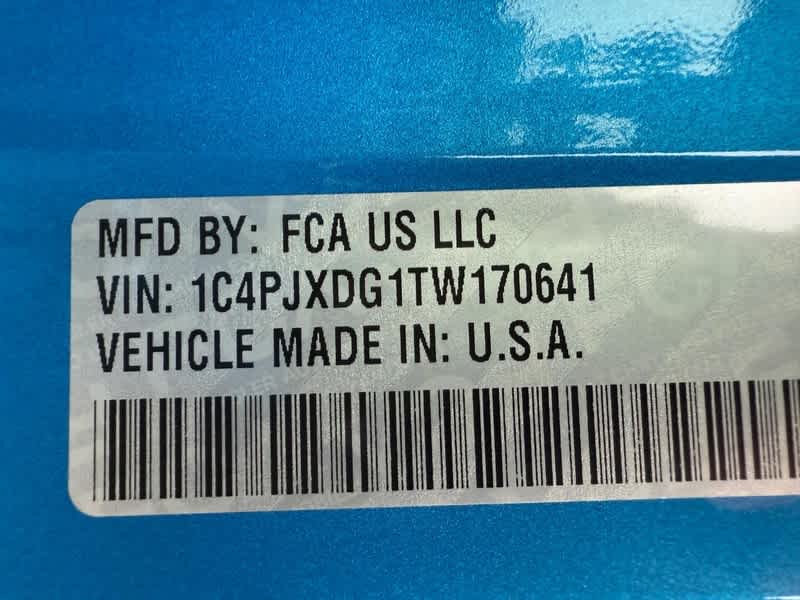 MFD BY: FCA US LLC
VIN: 1C4PJXDG1TW170641
VEHICLE MADE IN: U.S.A.